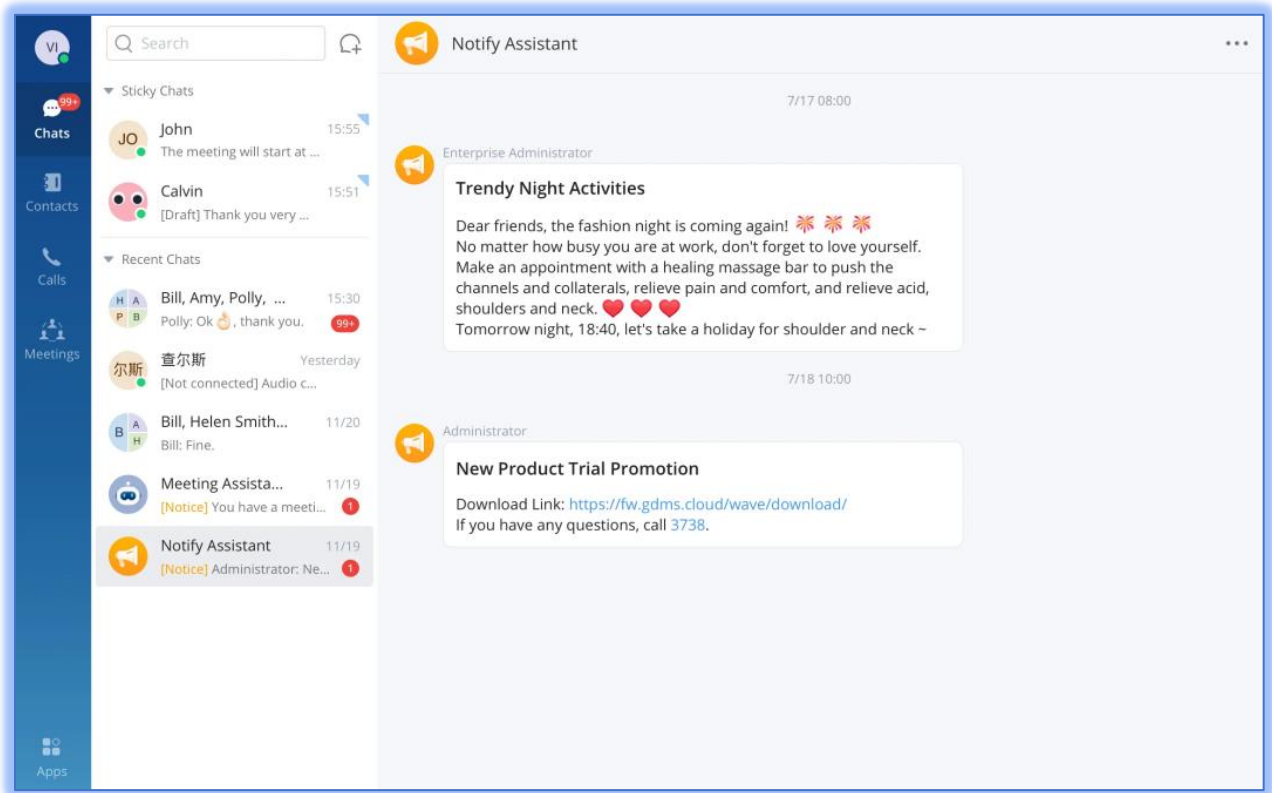 VI
99+
Chats
Contacts
Calls
Meetings
Apps
Search
Sticky Chats
JO
John
15:55
The meeting will start at ...
Calvin
15:51
[Draft] Thank you very ...
Recent Chats
H A
P B
Bill, Amy, Polly, ...
15:30
Polly: Ok👌🏻, thank you.
99+
尔斯
查尔斯
Yesterday
[Not connected] Audio c...
B A
H
Bill, Helen Smith...
11/20
Bill: Fine.
Meeting Assista...
11/19
[Notice] You have a meeti...
1
Notify Assistant
11/19
[Notice] Administrator: Ne...
1
Notify Assistant
7/17 08:00
Enterprise Administrator
Trendy Night Activities
Dear friends, the fashion night is coming again! 🎆 🎆 🎆
No matter how busy you are at work, don't forget to love yourself.
Make an appointment with a healing massage bar to push the
channels and collaterals, relieve pain and comfort, and relieve acid,
shoulders and neck. ❤️ ❤️ ❤️
Tomorrow night, 18:40, let's take a holiday for shoulder and neck ~
7/18 10:00
Administrator
New Product Trial Promotion
Download Link: https://fw.gdms.cloud/wave/download/
If you have any questions, call 3738.